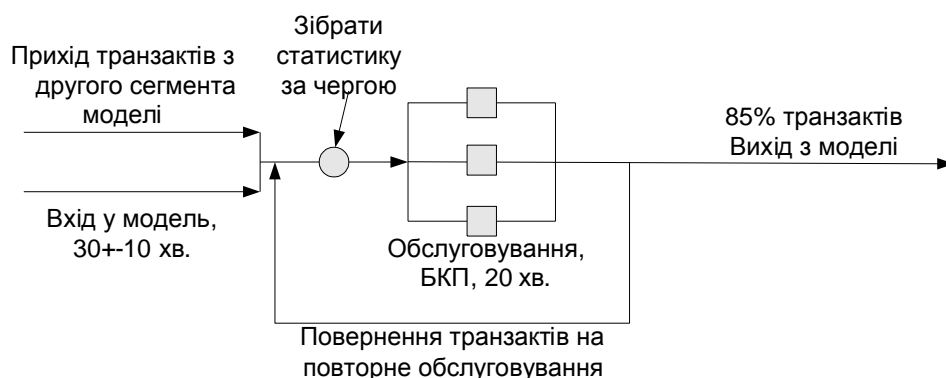 Зібрати
статистику
за чергою
Прихід транзактів з
другого сегмента
моделі
85% транзактів
Вихід з моделі
Вхід у модель,
30+-10 хв.
Обслуговування,
БКП, 20 хв.
Повернення транзактів на
повторне обслуговування